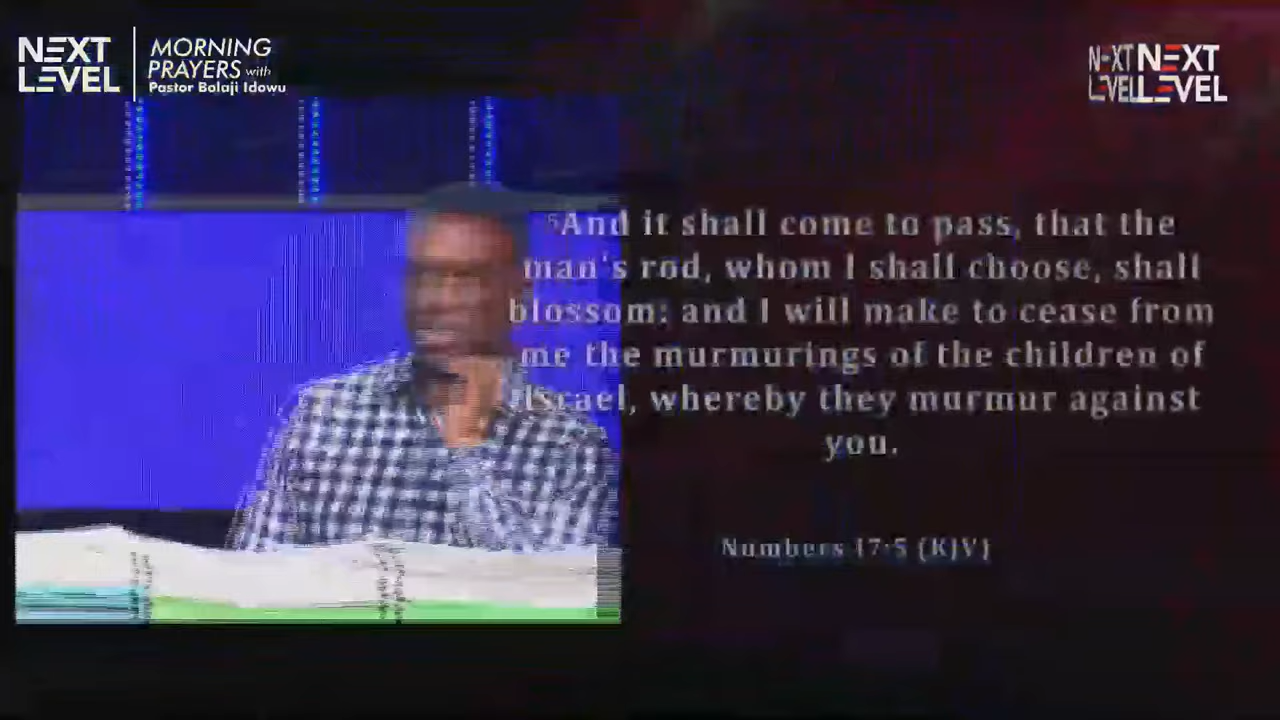 NEXT
LEVEL
MORNING
PRAYERS with
Pastor Bolaji Idowu
NEXT NEXT
LEVEL LEVEL
5And it shall come to pass, that the
man's rod, whom I shall choose, shall
blossom: and I will make to cease from
me the murmurings of the children of
Israel, whereby they murmur against
you.
Numbers 17:5 (KJV)